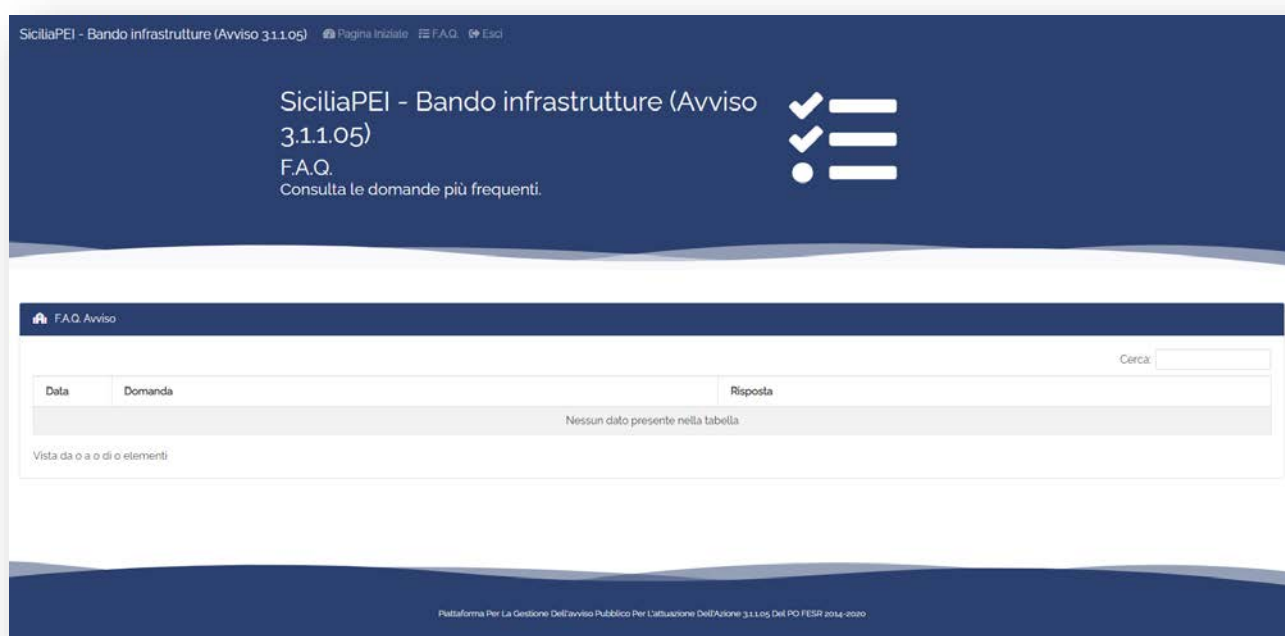 SiciliaPEI - Bando infrastrutture (Avviso 3.1.1.05) Pagina Iniziale F.A.Q. Esci
SiciliaPEI - Bando infrastrutture (Avviso
3.1.1.05)
F.A.Q.
Consulta le domande più frequenti.
F.A.Q. Avviso
Cerca:
Data Domanda Risposta
Nessun dato presente nella tabella
Vista da 0 a 0 di 0 elementi
Piattaforma Per La Gestione Dell'avviso Pubblico Per L'attuazione Dell'Azione 3.1.1.05 Del PO FESR 2014-2020